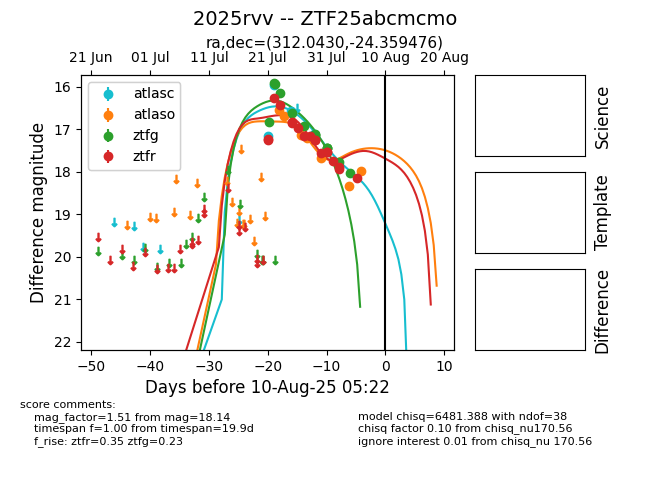 2025rvv -- ZTF25abcmcmo
ra,dec=(312.0430,-24.359476)
21 Jun 01 Jul 11 Jul 21 Jul 31 Jul 10 Aug 20 Aug
atlasc
atlaso
ztfg
ztfr
16
17
18
19
20
21
22
Difference magnitude
−50 −40 −30 −20 −10 0 10
Days before 10-Aug-25 05:22
Science
Template
Difference
score comments:
mag_factor=1.51 from mag=18.14
timespan f=1.00 from timespan=19.9d
f_rise: ztfr=0.35 ztfg=0.23
model chisq=6481.388 with ndof=38
chisq factor 0.10 from chisq_nu170.56
ignore interest 0.01 from chisq_nu 170.56